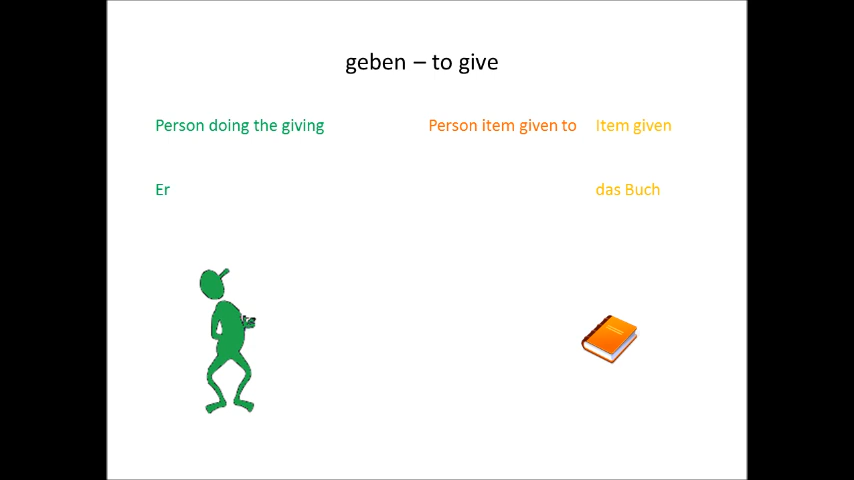 geben – to give
Person doing the giving Person item given to Item given
Er das Buch